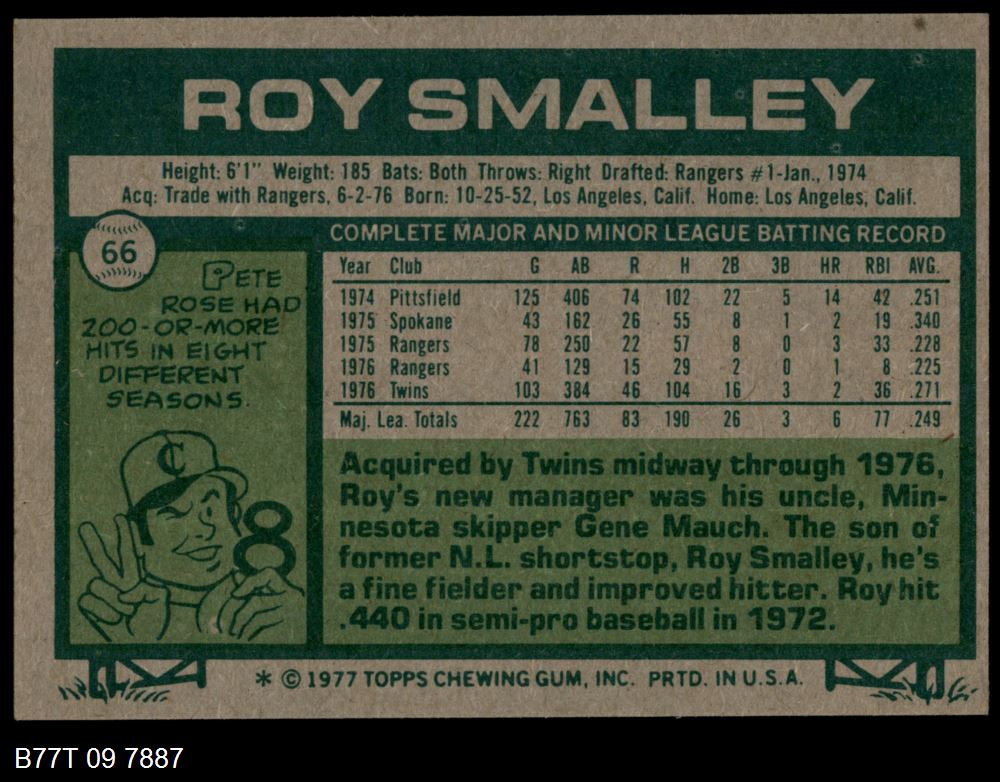 ROY SMALLEY
Height: 6'1" Weight: 185 Bats: Both Throws: Right Drafted: Rangers #1-Jan., 1974
Acq: Trade with Rangers, 6-2-76 Born: 10-25-52, Los Angeles, Calif. Home: Los Angeles, Calif.
66
PETE
ROSE HAD
200-OR-MORE
HITS IN EIGHT
DIFFERENT
SEASONS.
C
8
COMPLETE MAJOR AND MINOR LEAGUE BATTING RECORD
Year Club G AB R H 2B 3B HR RBI AVG.
1974 Pittsfield 125 406 74 102 22 5 14 42 .251
1975 Spokane 43 162 26 55 8 1 2 19 .340
1975 Rangers 78 250 22 57 8 0 3 33 .228
1976 Rangers 41 129 15 29 2 0 1 8 .225
1976 Twins 103 384 46 104 16 3 2 36 .271
Maj. Lea. Totals 222 763 83 190 26 3 6 77 .249
Acquired by Twins midway through 1976,
Roy's new manager was his uncle, Min-
nesota skipper Gene Mauch. The son of
former N.L. shortstop, Roy Smalley, he's
a fine fielder and improved hitter. Roy hit
.440 in semi-pro baseball in 1972.
* © 1977 TOPPS CHEWING GUM, INC. PRTD. IN U.S.A.
B77T 09 7887